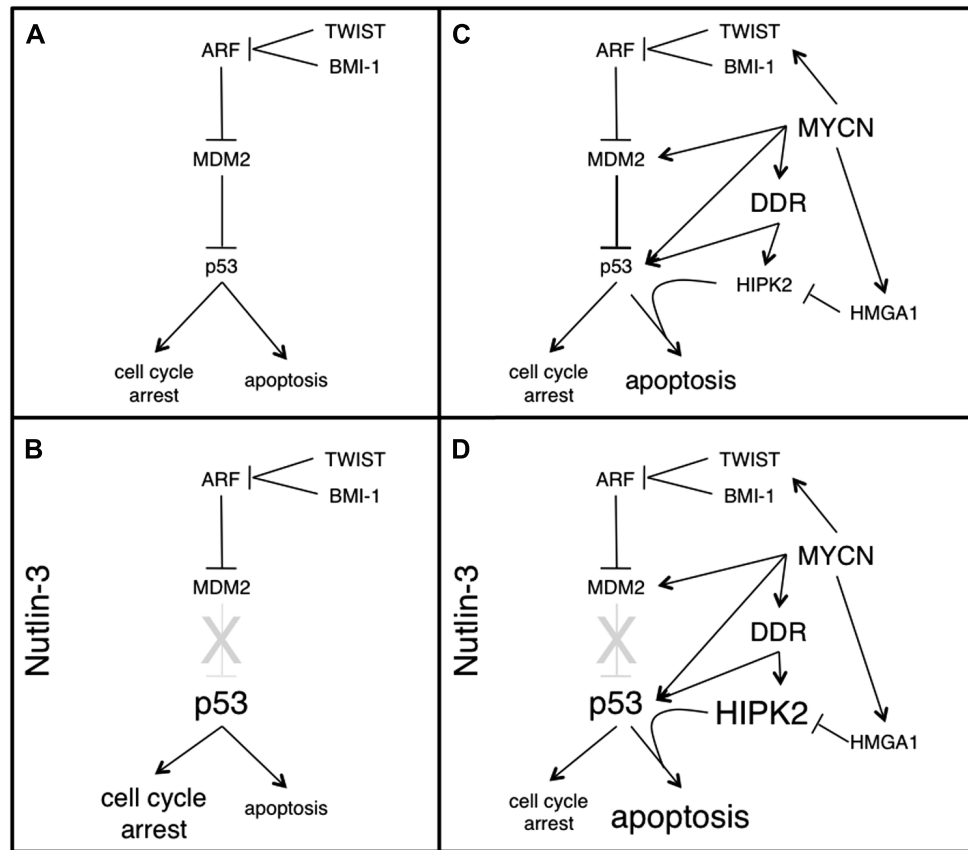 A
TWIST
ARF
BMI-1
MDM2
p53
cell cycle
arrest
apoptosis
C
TWIST
ARF
BMI-1
MYCN
MDM2
DDR
p53
HIPK2
HMGA1
cell cycle
arrest
apoptosis
B
Nutlin-3
TWIST
ARF
BMI-1
MDM2
X
p53
cell cycle
arrest
apoptosis
D
Nutlin-3
TWIST
ARF
BMI-1
MYCN
MDM2
DDR
X
p53
HIPK2
HMGA1
cell cycle
arrest
apoptosis